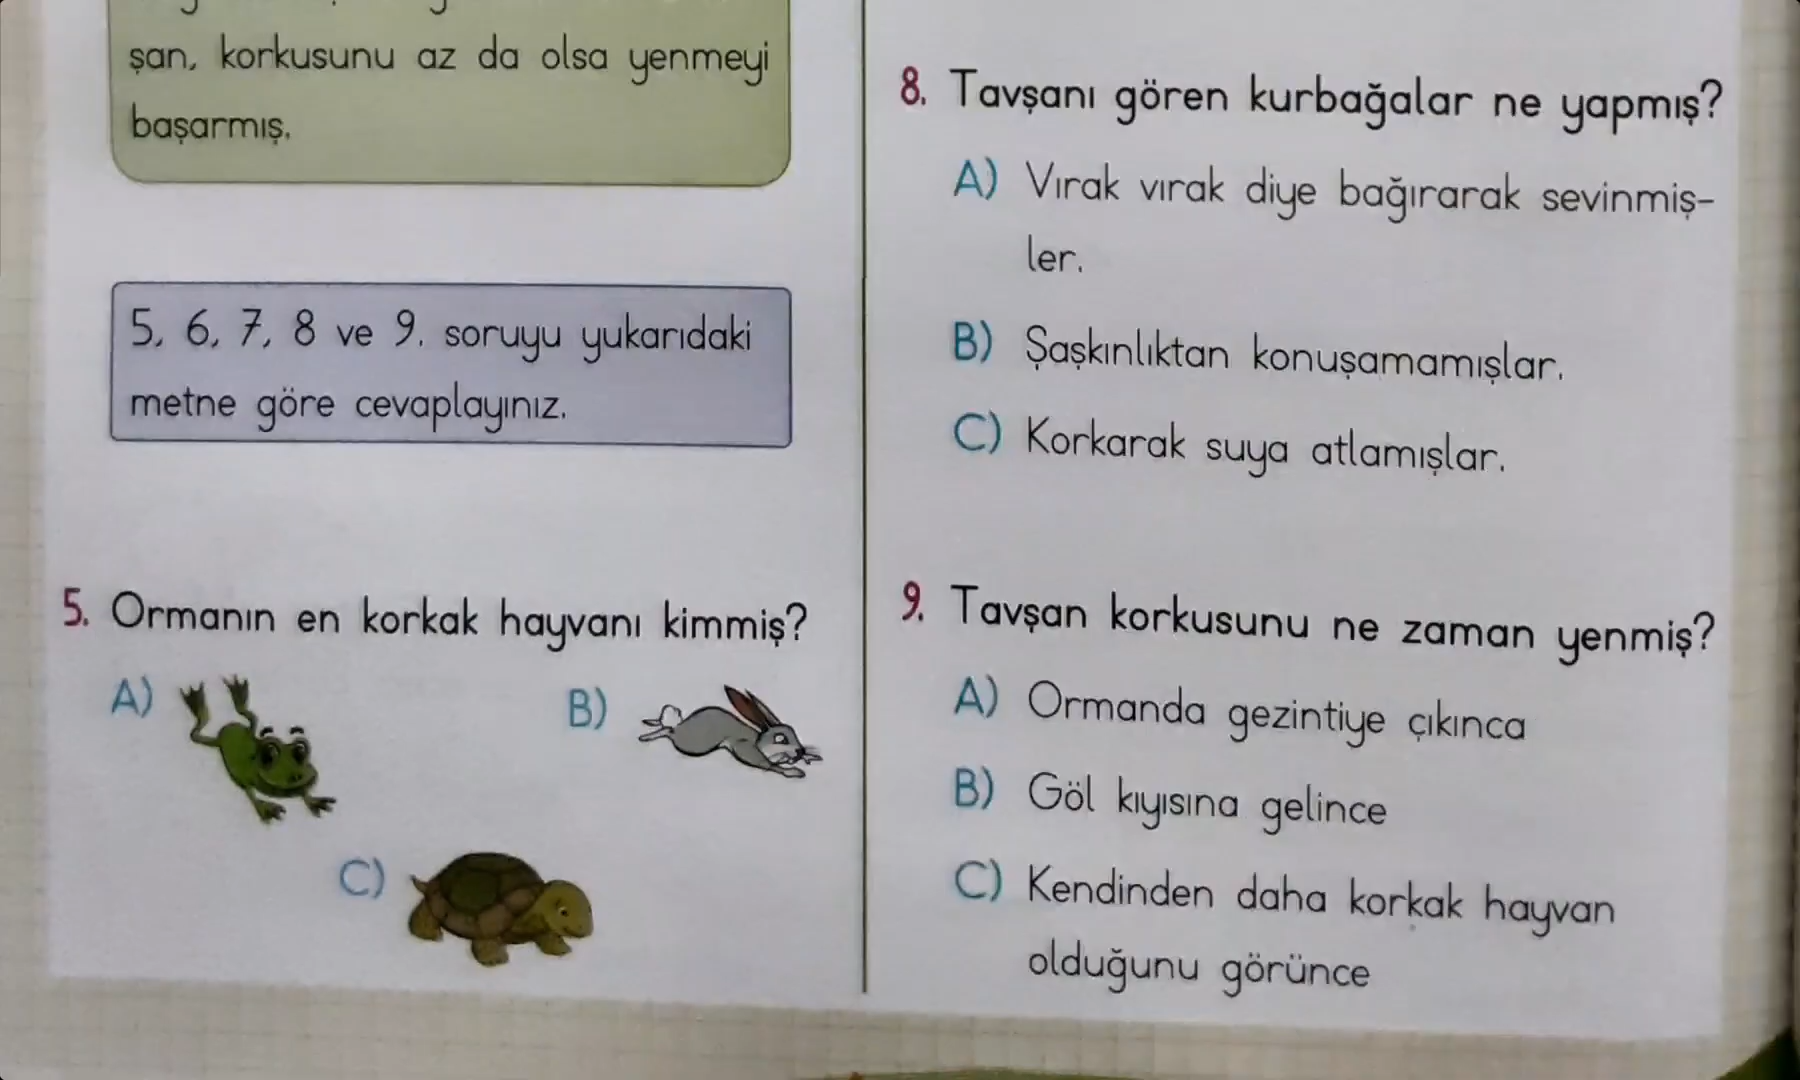 şan, korkusunu az da olsa yenmeyi
başarmış.
5, 6, 7, 8 ve 9. soruyu yukarıdaki
metne göre cevaplayınız.
5. Ormanın en korkak hayvanı kimmiş?
A)
B)
C)
8. Tavşanı gören kurbağalar ne yapmış?
A) Vırak vırak diye bağırarak sevinmiş-
ler.
B) Şaşkınlıktan konuşamamışlar.
C) Korkarak suya atlamışlar.
9. Tavşan korkusunu ne zaman yenmiş?
A) Ormanda gezintiye çıkınca
B) Göl kıyısına gelince
C) Kendinden daha korkak hayvan
olduğunu görünce